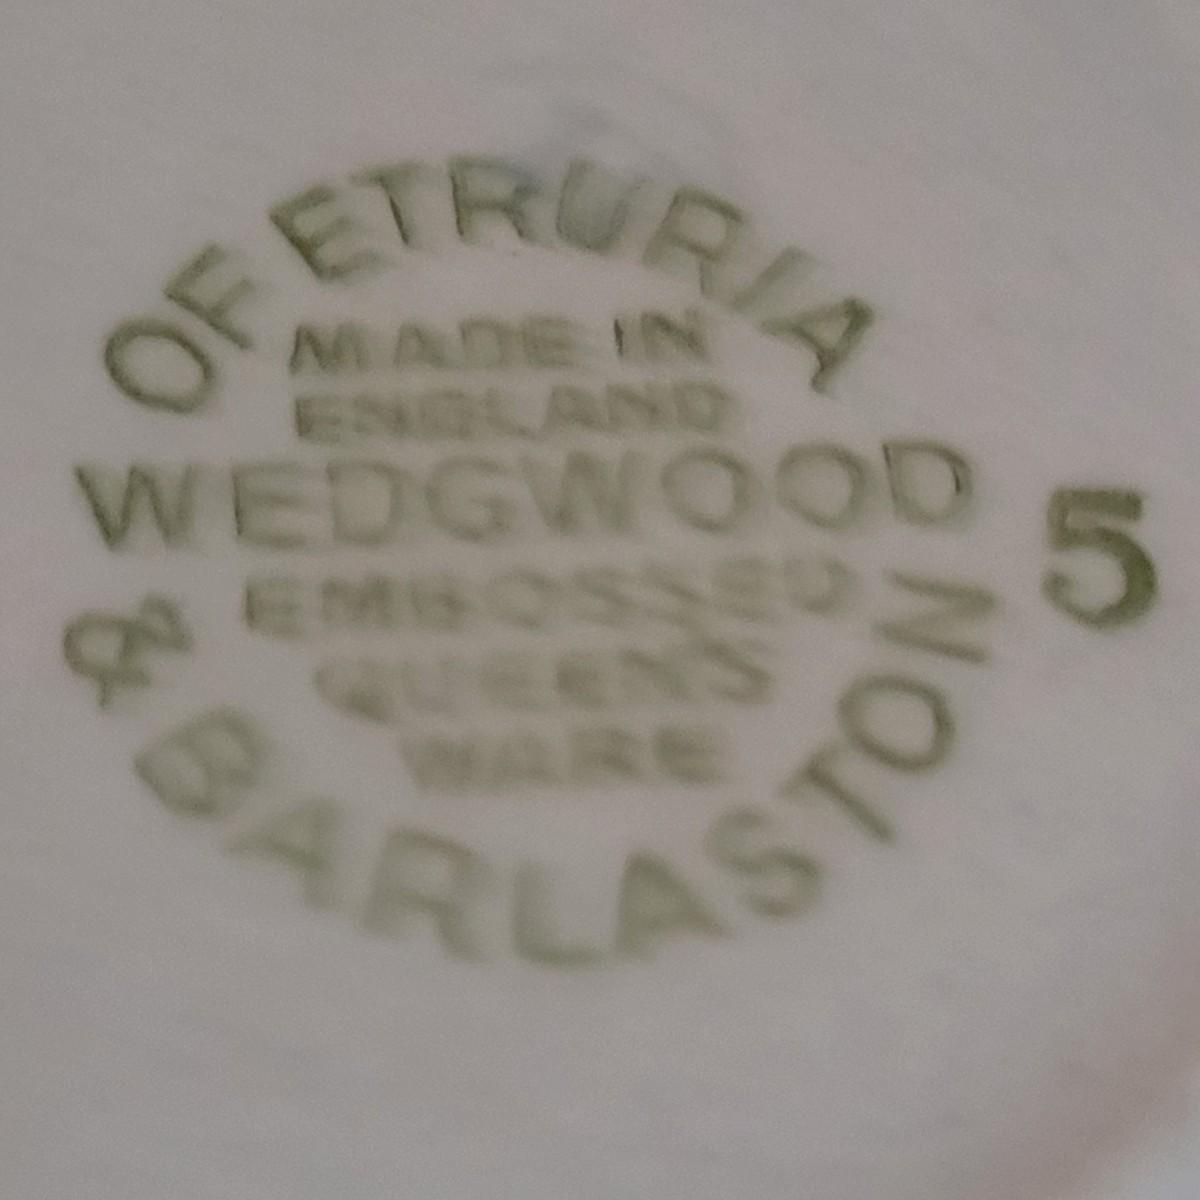 OF ETRURIA
MADE IN
ENGLAND
WEDGWOOD
5
EMBOSSED
QUEENS
WARE
& BARLASTON